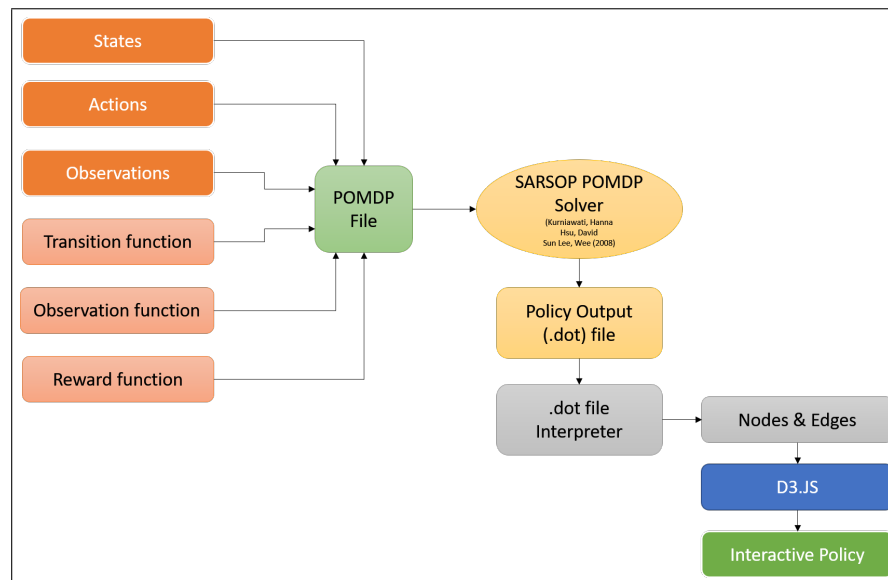 States
Actions
Observations
Transition function
Observation function
Reward function
POMDP
File
SARSOP POMDP
Solver
(Kurniawati, Hanna
Hsu, David
Sun Lee, Wee (2008)
Policy Output
(.dot) file
.dot file
Interpreter
Nodes & Edges
D3.JS
Interactive Policy